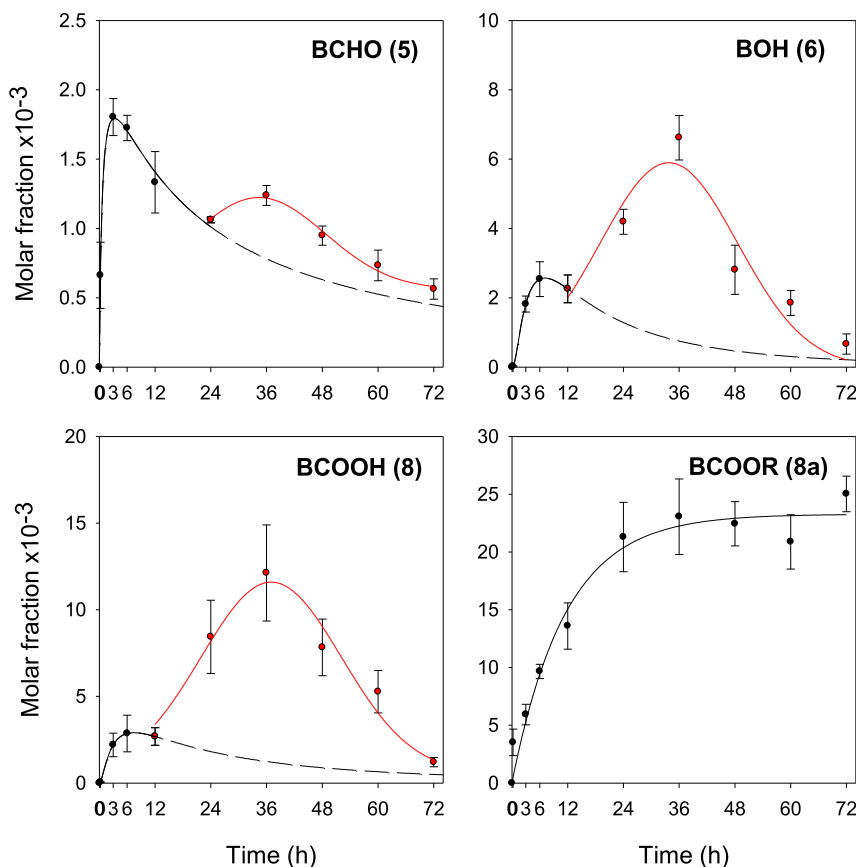 2.5
BCHO (5)
2.0
1.5
1.0
0.5
0.0
Molar fraction x10-3
0 3 6 12 24 36 48 60 72
10
BOH (6)
8
6
4
2
0
0 3 6 12 24 36 48 60 72
20
BCOOH (8)
15
10
5
0
Molar fraction x10-3
0 3 6 12 24 36 48 60 72
Time (h)
30
BCOOR (8a)
25
20
15
10
5
0
0 3 6 12 24 36 48 60 72
Time (h)